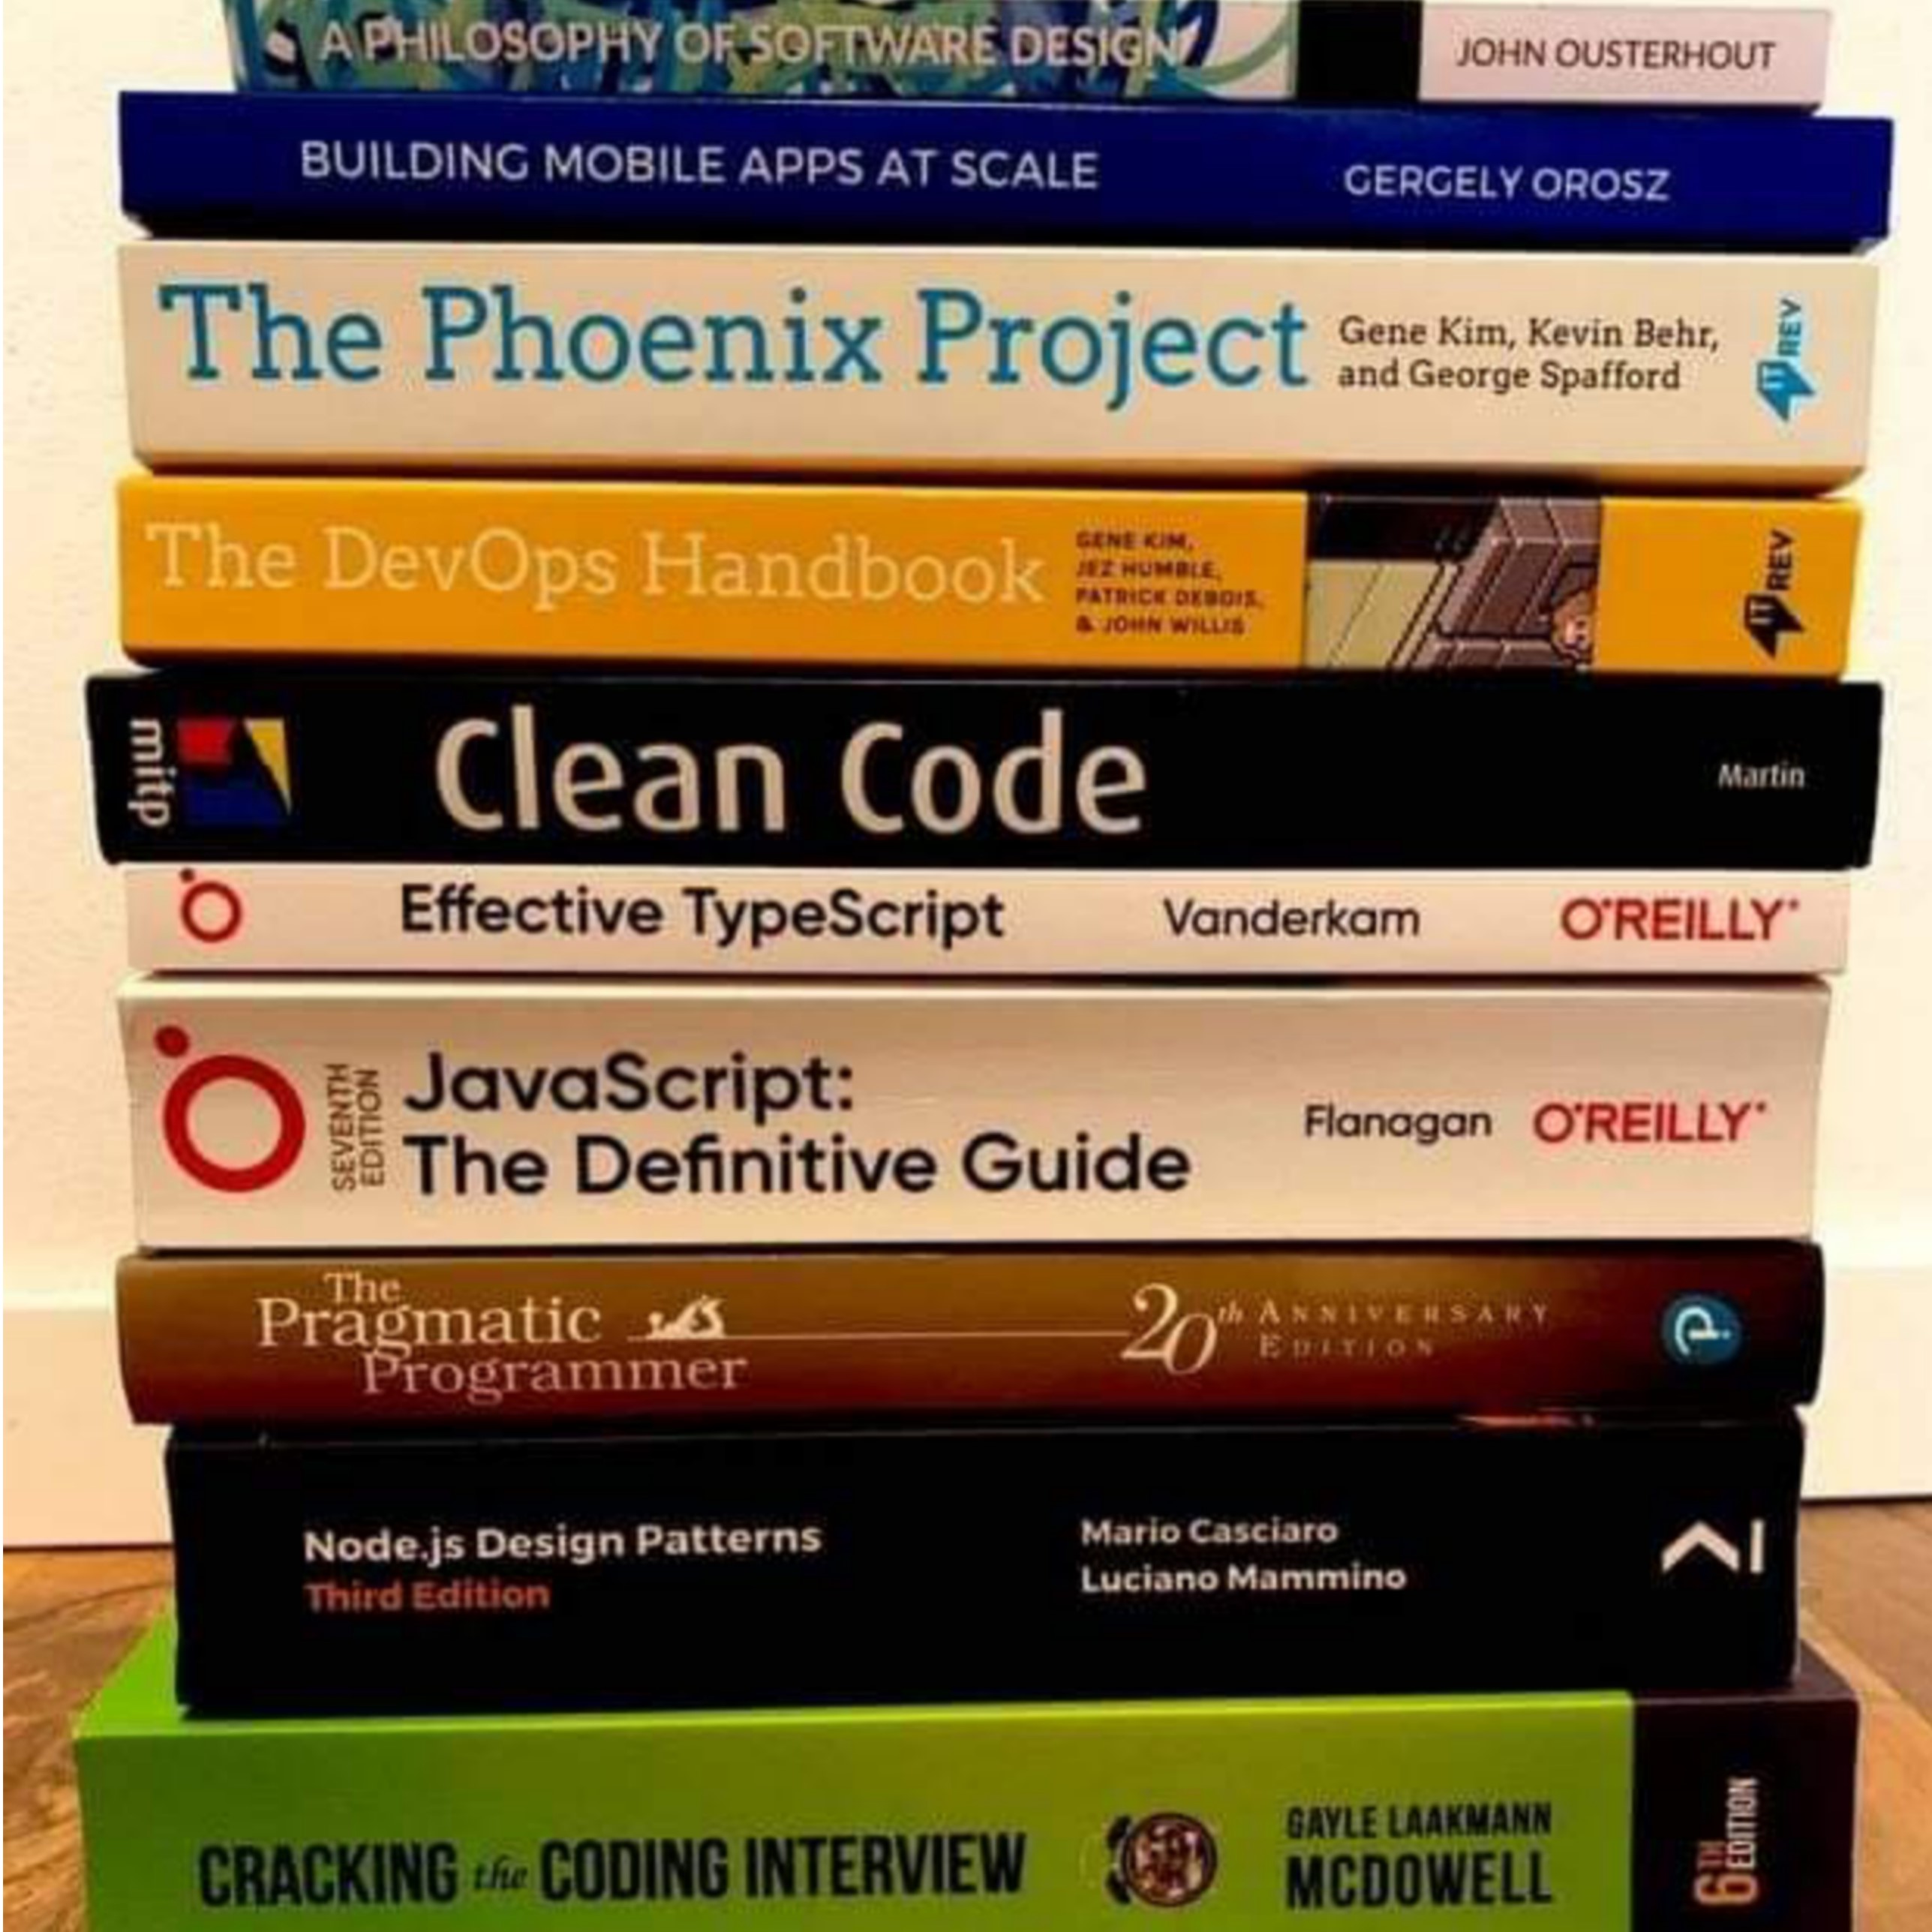 A PHILOSOPHY OF SOFTWARE DESIGN JOHN OUSTERHOUT
BUILDING MOBILE APPS AT SCALE GERGELY OROSZ
The Phoenix Project
Gene Kim, Kevin Behr,
and George Spafford
IT REV
The DevOps Handbook
GENE KIM,
JEZ HUMBLE,
PATRICK DEBOIS,
& JOHN WILLIS
IT REV
mitp
Clean Code
Martin
Effective TypeScript Vanderkam O'REILLY®
SEVENTH
EDITION
JavaScript:
The Definitive Guide
Flanagan O'REILLY®
The
Pragmatic
Programmer
20th ANNIVERSARY
EDITION
P
Node.js Design Patterns
Third Edition
Mario Casciaro
Luciano Mammino
CRACKING the CODING INTERVIEW
GAYLE LAAKMANN
MCDOWELL
6TH EDITION